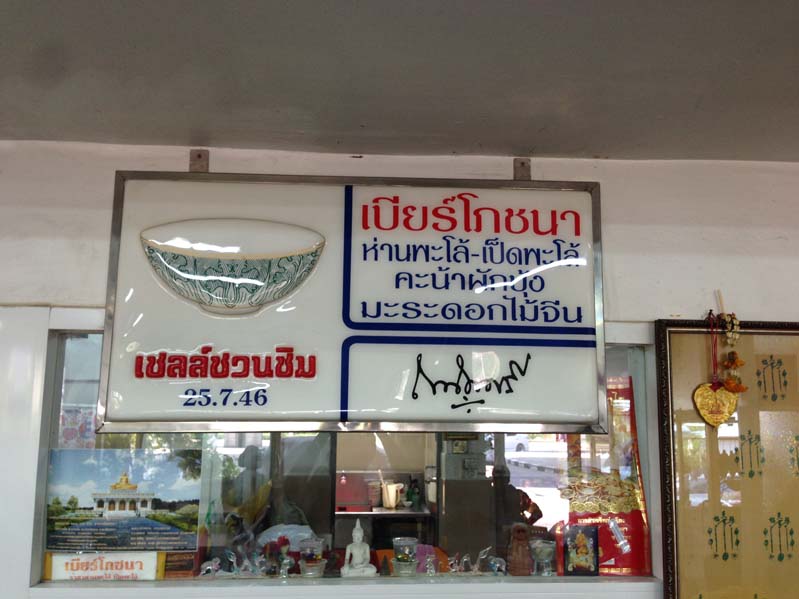 เบียร์โภชนา
ห่านพะโล้-เป็ดพะโล้
คะน้าผักบุ้ง
มะระดอกไม้จีน
เชลล์ชวนชิม
25.7.46
เบียร์โภชนา